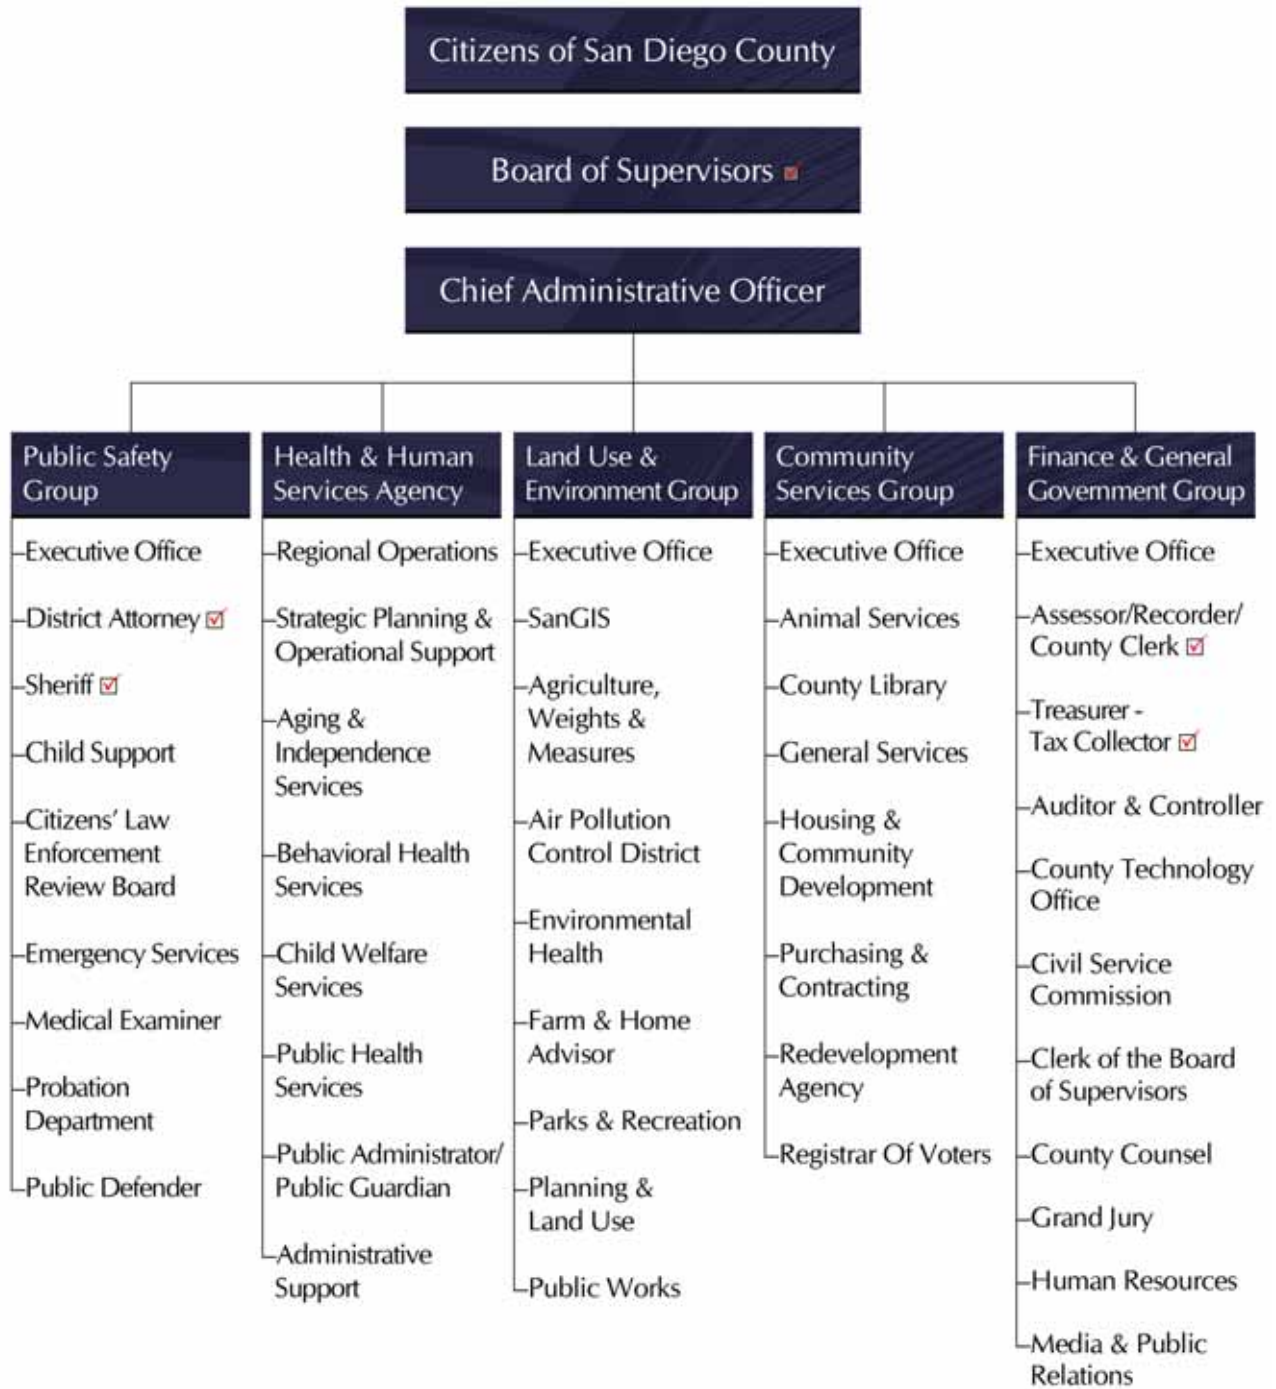 Citizens of San Diego County
Board of Supervisors
Chief Administrative Officer
Public Safety
Group
Executive Office
District Attorney
Sheriff
Child Support
Citizens’ Law
Enforcement
Review Board
Emergency Services
Medical Examiner
Probation
Department
Public Defender
Health & Human
Services Agency
Regional Operations
Strategic Planning &
Operational Support
Aging &
Independence
Services
Behavioral Health
Services
Child Welfare
Services
Public Health
Services
Public Administrator/
Public Guardian
Administrative
Support
Land Use &
Environment Group
Executive Office
SanGIS
Agriculture,
Weights &
Measures
Air Pollution
Control District
Environmental
Health
Farm & Home
Advisor
Parks & Recreation
Planning &
Land Use
Public Works
Community
Services Group
Executive Office
Animal Services
County Library
General Services
Housing &
Community
Development
Purchasing &
Contracting
Redevelopment
Agency
Registrar Of Voters
Finance & General
Government Group
Executive Office
Assessor/Recorder/
County Clerk
Treasurer -
Tax Collector
Auditor & Controller
County Technology
Office
Civil Service
Commission
Clerk of the Board
of Supervisors
County Counsel
Grand Jury
Human Resources
Media & Public
Relations